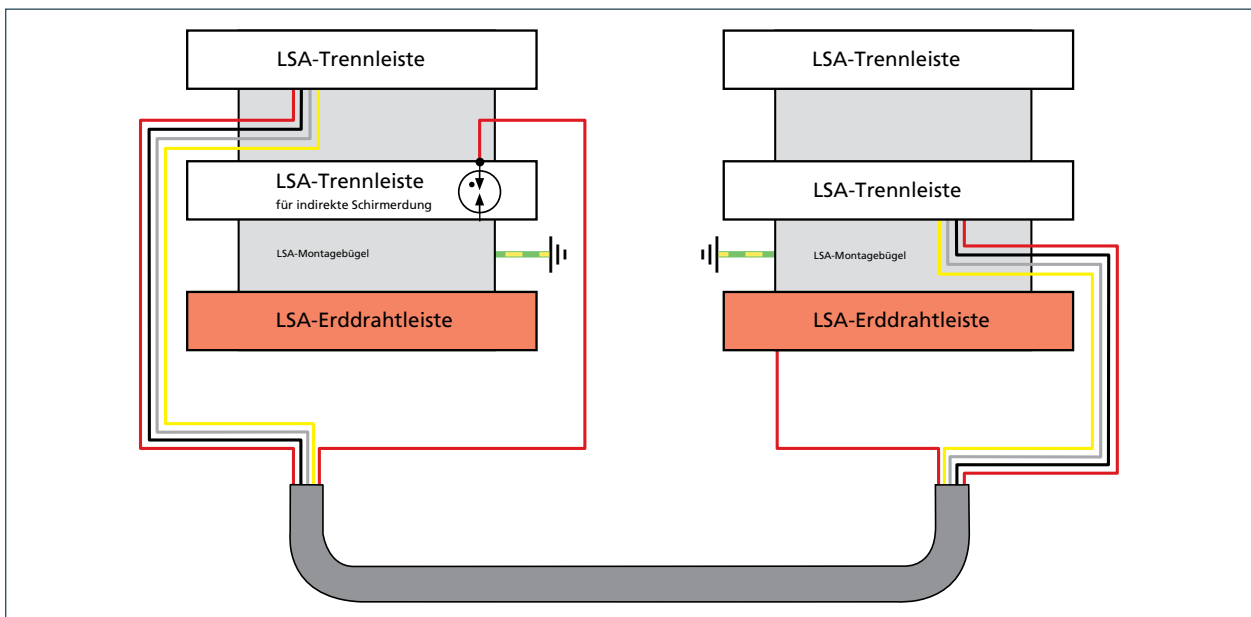 LSA-Trennleiste
LSA-Trennleiste
für indirekte Schirmerdung
LSA-Montagebügel
LSA-Erddrahtleiste
LSA-Trennleiste
LSA-Trennleiste
LSA-Montagebügel
LSA-Erddrahtleiste